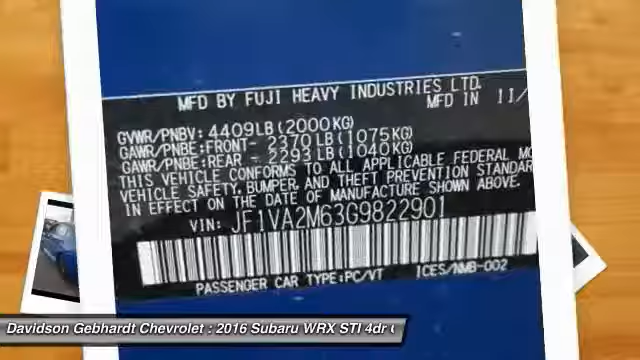 MFD BY FUJI HEAVY INDUSTRIES LTD.
MFD IN 11/
GVWR/PNBV: 4409LB(2000KG)
GAWR/PNBE:FRONT- 2370LB(1075KG)
GAWR/PNBE:REAR - 2293LB(1040KG)
THIS VEHICLE CONFORMS TO ALL APPLICABLE FEDERAL MO
VEHICLE SAFETY, BUMPER, AND THEFT PREVENTION STANDAR
IN EFFECT ON THE DATE OF MANUFACTURE SHOWN ABOVE.
VIN: JF1VA2M63G9822901
PASSENGER CAR TYPE:PC/VT ICES/NMB-002
Davidson Gebhardt Chevrolet : 2016 Subaru WRX STI 4dr